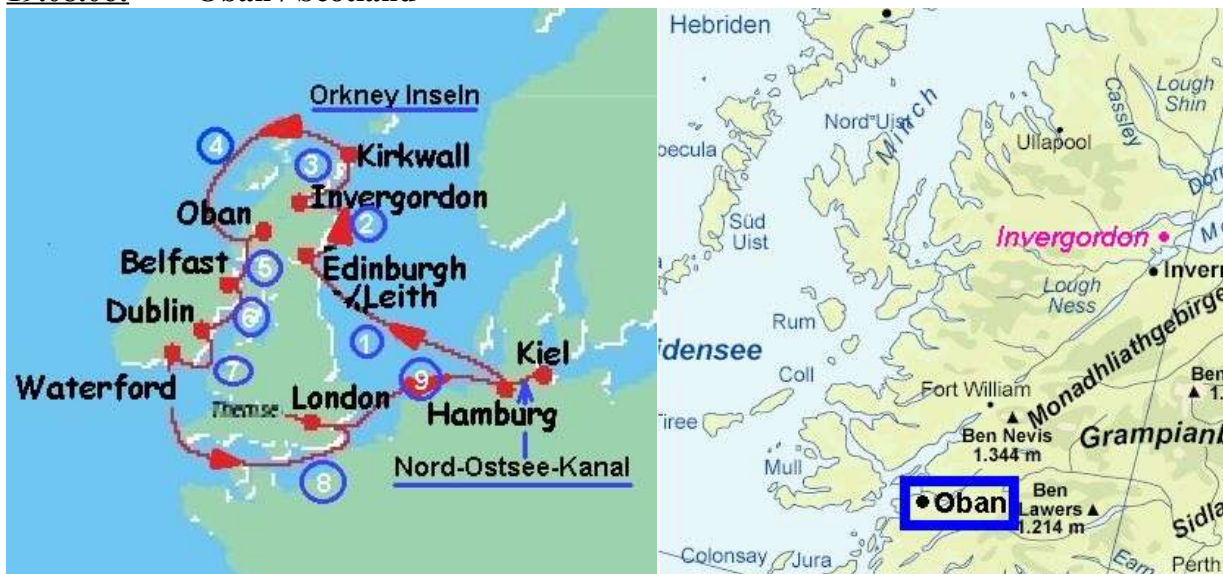 Oban / Scotland
Orkney Inseln
4
3
Kirkwall
Invergordon
2
Oban
Belfast
5
Edinburgh
/Leith
Dublin
6
1
Kiel
Waterford
7
Themse
London
9
Hamburg
Nord-Ostsee-Kanal
8
Hebriden
Lough
Shin
Cassley
Nord Uist
Minch
Ullapool
Süd
Uist
Invergordon
Lough
Ness
Rum
Coll
Fort William
Monadhliathgebirge
Ben Nevis
1.344 m
Mull
Oban
Ben
Lawers
1.214 m
Colonsay
Jura
Perth